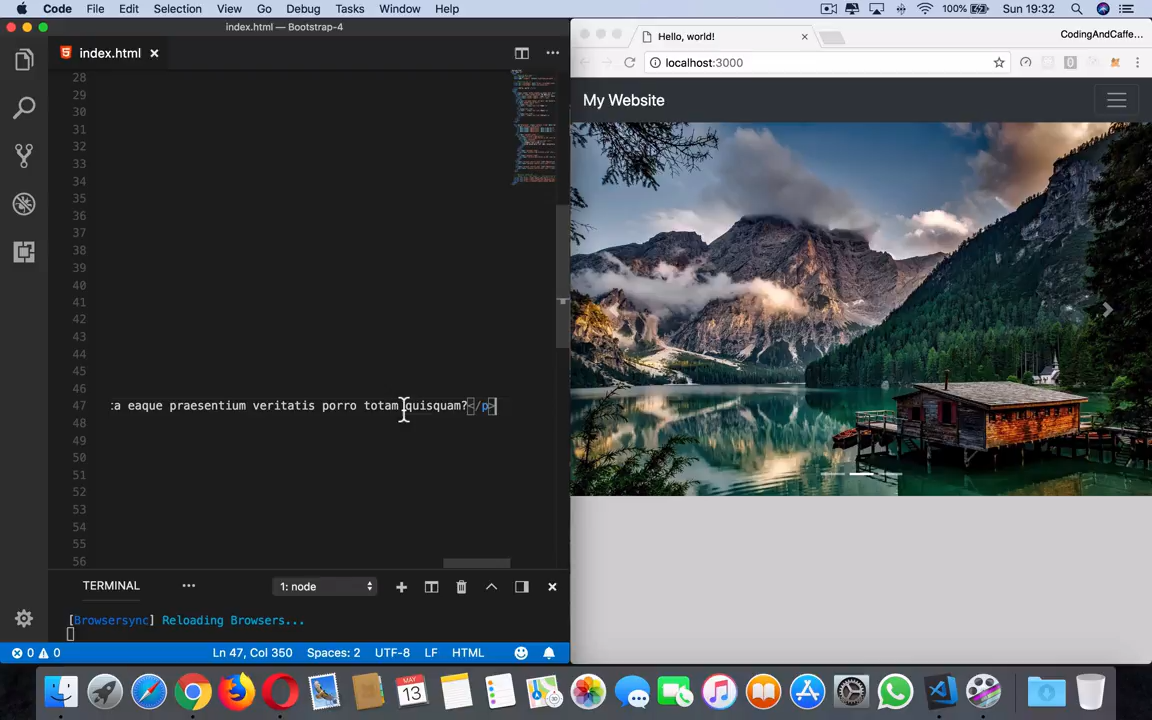 Code File Edit Selection View Go Debug Tasks Window Help 100% Sun 19:32
index.html — Bootstrap-4
index.html
Hello, world!
CodingAndCaffe...
localhost:3000
My Website
28
29
30
31
32
33
34
35
36
37
38
39
40
41
42
43
44
45
46
47 ta eaque praesentium veritatis porro totam quisquam?</p>
48
49
50
51
52
53
54
55
56
TERMINAL
1: node
[Browsersync] Reloading Browsers...
0 0 Ln 47, Col 350 Spaces: 2 UTF-8 LF HTML
MAY
13